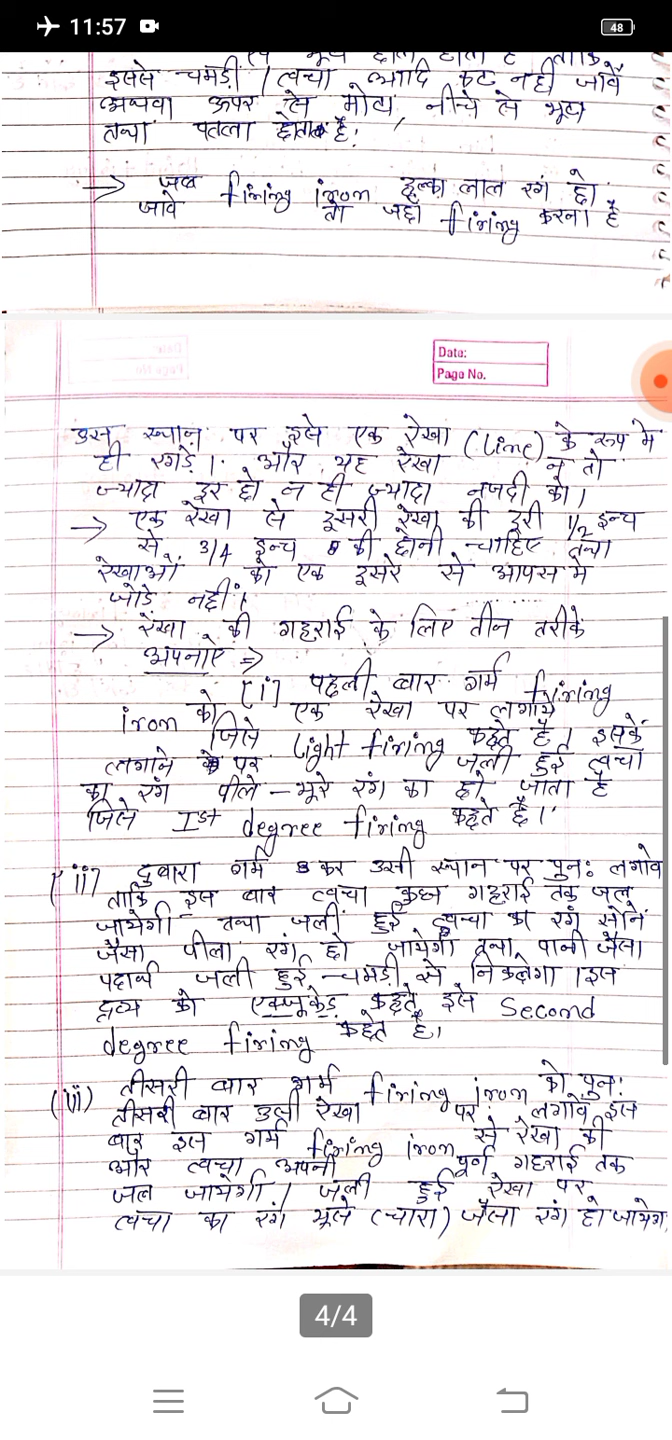 11:57
48
इससे चमड़ी / त्वचा आदि कट नही जावे
अथवा ऊपर से मोटा, नीचे से
तथा पतला होता है।
→ जब firing iron हल्का लाल रंग हो
जावे तो जहाँ firing करना है
Date:
Page No.
उस स्थान पर इसे एक रेखा (Line) के रूप मे
ही रगड़े। और यह रेखा न तो
ज्यादा दूर हो न ही ज्यादा नजदी की।
→ एक रेखा से दूसरी रेखा की दूरी 1/2 इन्च
से 3/4 इन्च की होनी चाहिए तथा
रेखाओं को एक दूसरे से आपस मे
जोडे नहीं।
→ रेखा की गहराई के लिए तीन तरीके
अपनाऐ ⇒
(i) पहली बार गर्म firing
iron को एक रेखा पर लगाये
जिसे light firing कहते है। इसके
लगाने पर जली हुई त्वचा
का रंग पीले - भूरे रंग का हो जाता है
जिसे Ist degree firing कहते है।
(ii) दुबारा गर्म कर उसी स्थान पर पुनः लगावे
ताकि इस बार त्वचा कुछ गहराई तक जल
जायेगी तथा जली हुई त्वचा का रंग सोने
जैसा पीला रंग हो जायेगा तथा पानी जैसा
पदार्थ जली हुई चमड़ी से निकलेगा। इस
द्रव्य को एक्जूकेड कहते इसे Second
degree firing कहते है।
(iii) तीसरी बार गर्म firing iron को पुनः
तीसरी बार उसी रेखा पर लगावे इस
बार इस गर्म firing iron से रेखा की
और त्वचा अपनी पूर्ण गहराई तक
जल जायेगी। जली हुई रेखा पर
त्वचा का रंग भूसे (चारा) जैसा रंग हो जायेगा
4/4